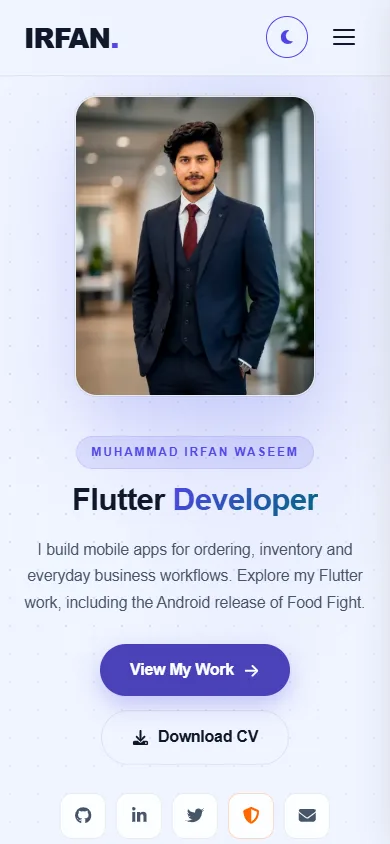 IRFAN.
MUHAMMAD IRFAN WASEEM
Flutter Developer
I build mobile apps for ordering, inventory and
everyday business workflows. Explore my Flutter
work, including the Android release of Food Fight.
View My Work
Download CV